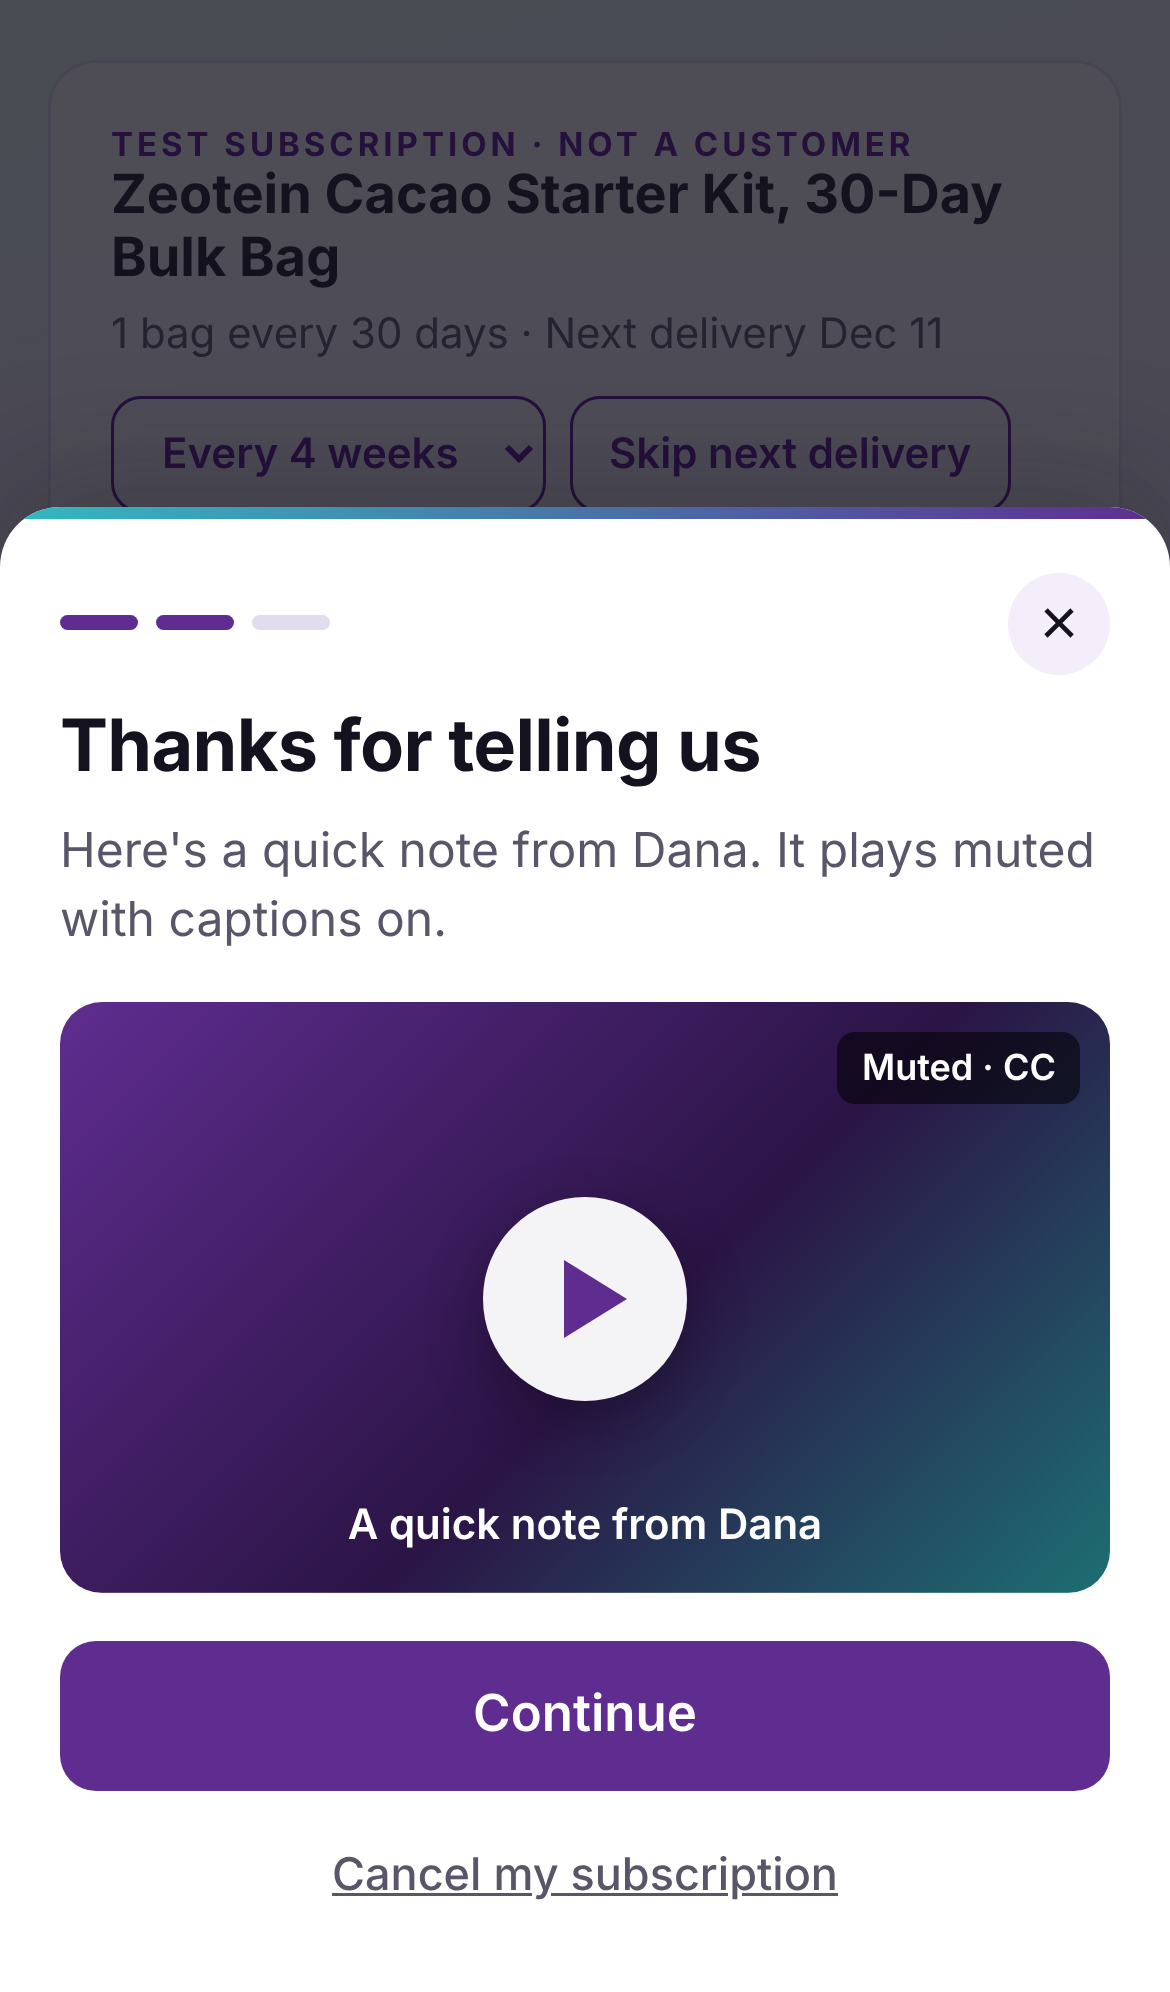 TEST SUBSCRIPTION · NOT A CUSTOMER
Zeotein Cacao Starter Kit, 30-Day
Bulk Bag
1 bag every 30 days · Next delivery Dec 11
Every 4 weeks
Skip next delivery
Thanks for telling us
Here's a quick note from Dana. It plays muted
with captions on.
Muted · CC
A quick note from Dana
Continue
Cancel my subscription